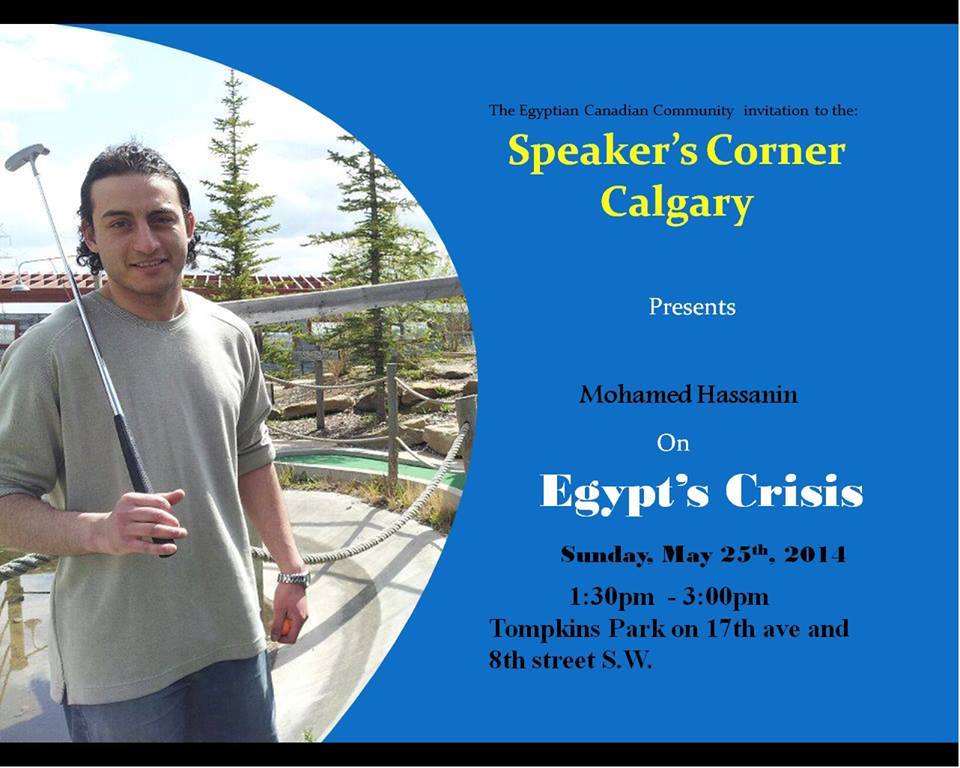 The Egyptian Canadian Community invitation to the:
Speaker's Corner
Calgary
Presents
Mohamed Hassanin
On
Egypt's Crisis
Sunday, May 25th, 2014
1:30pm - 3:00pm
Tompkins Park on 17th ave and
8th street S.W.